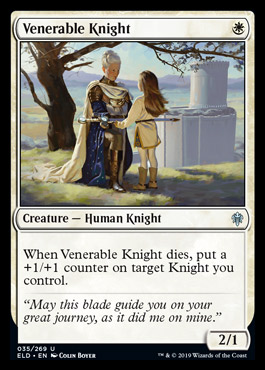 Venerable Knight
Creature — Human Knight
When Venerable Knight dies, put a
+1/+1 counter on target Knight you
control.
“May this blade guide you on your
great journey, as it did me on mine.”
2/1
035/269 U
ELD • EN Colin Boyer
™ & © 2019 Wizards of the Coast